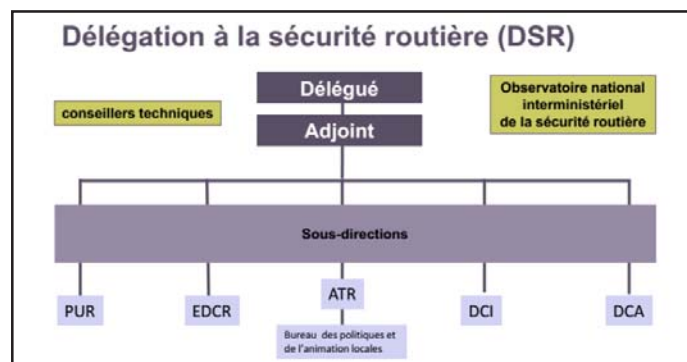 Délégation à la sécurité routière (DSR)
Délégué
conseillers techniques
Adjoint
Observatoire national
interministériel
de la sécurité routière
Sous-directions
PUR
EDCR
ATR
DCI
DCA
Bureau des politiques et
de l'animation locales